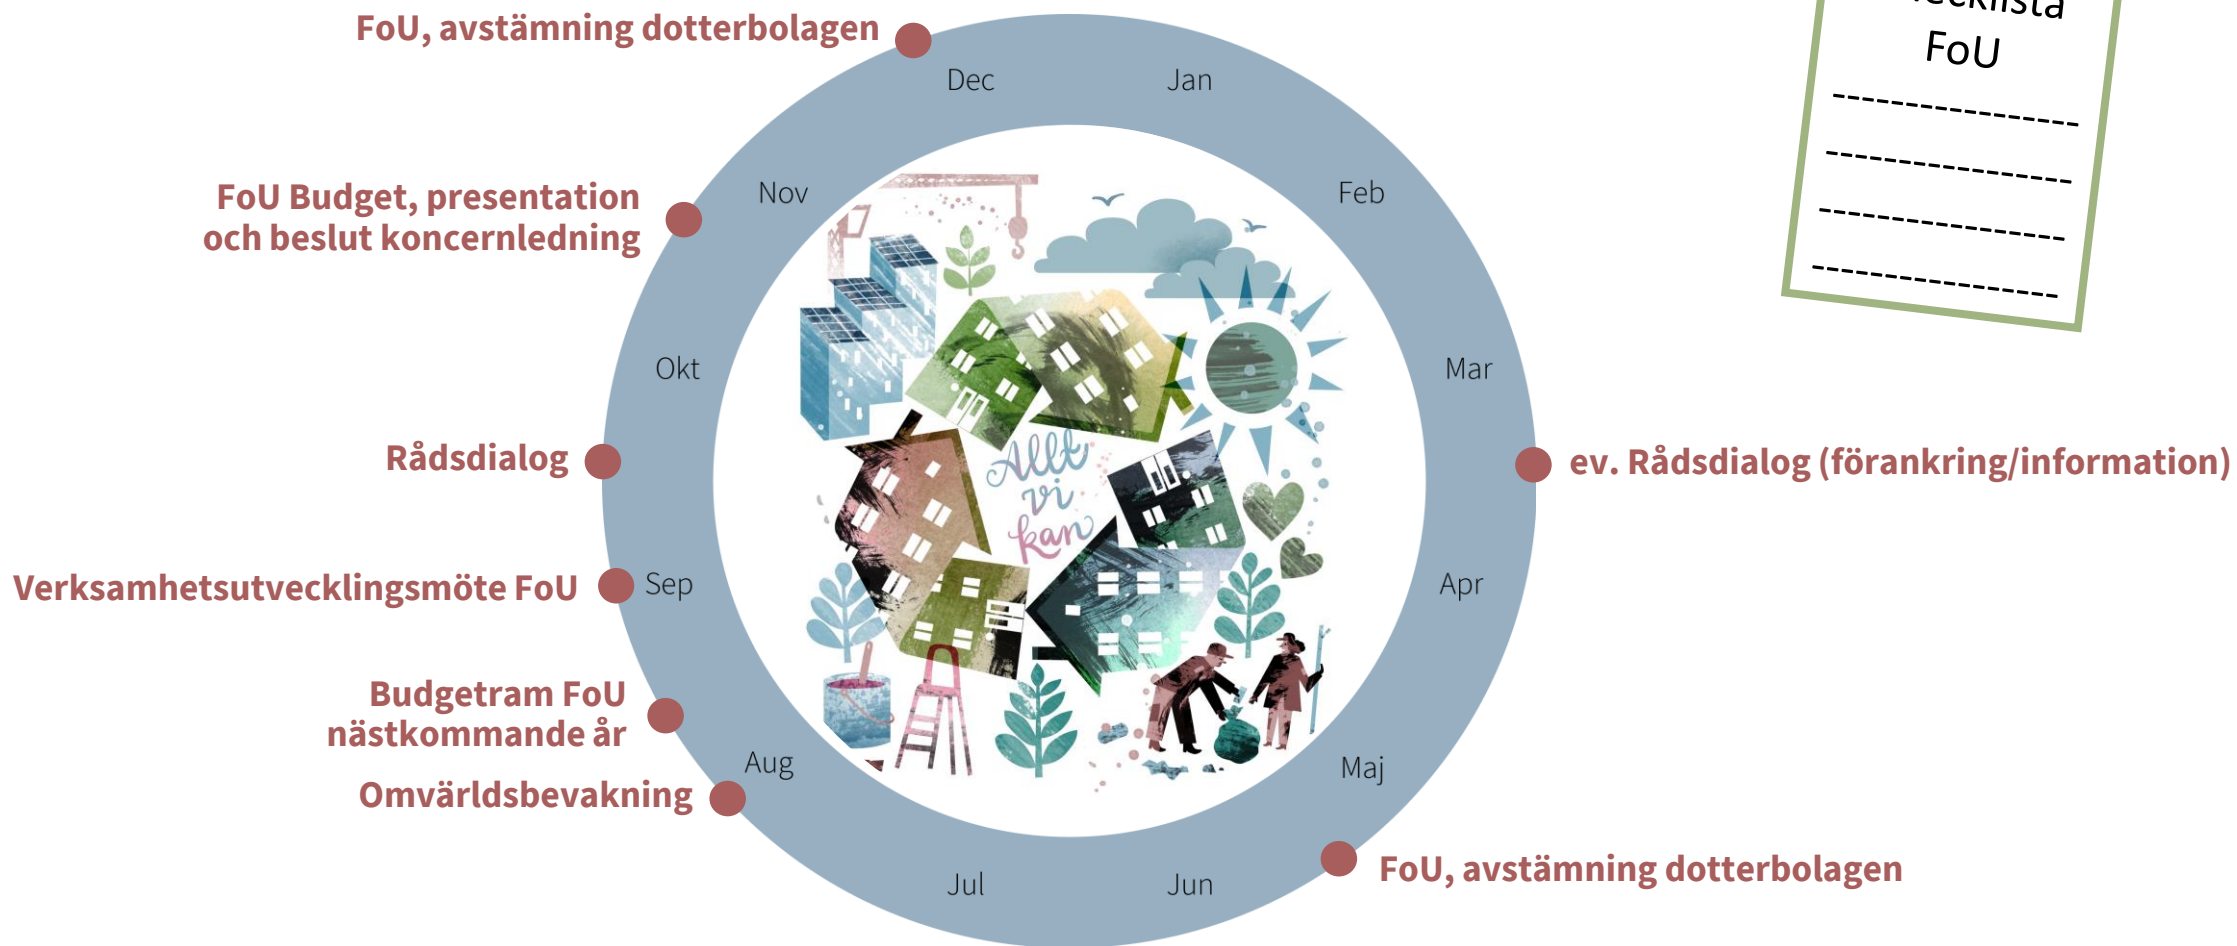 FoU, avstämning dotterbolagen
Dec
Jan
FoU
Nov
Feb
FoU Budget, presentation
och beslut koncernledning
Okt
Mar
Allt
vi
kan
Rådsdialog
ev. Rådsdialog (förankring/information)
Verksamhetsutvecklingsmöte FoU
Sep
Apr
Budgetram FoU
nästkommande år
Aug
Maj
Omvärldsbevakning
Jul
Jun
FoU, avstämning dotterbolagen